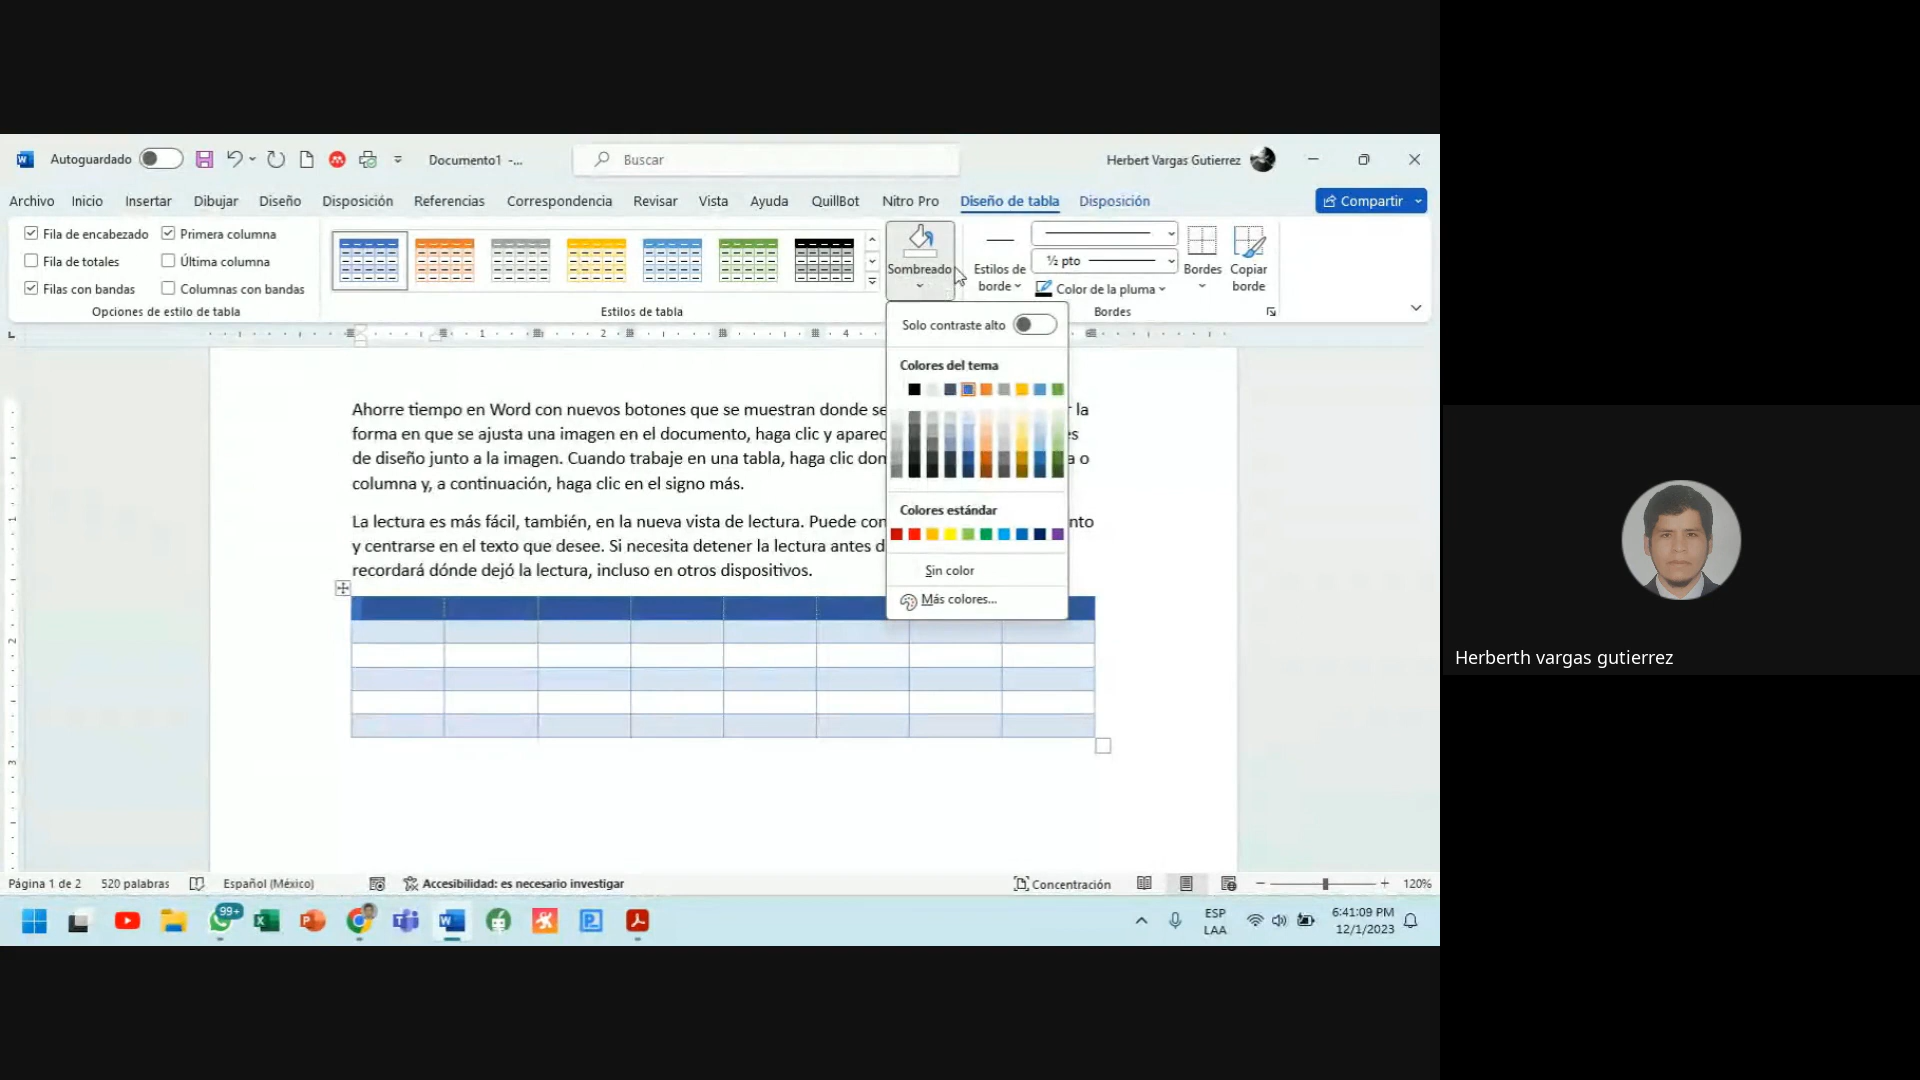 Autoguardado
Documento1 -...
Buscar
Herbert Vargas Gutierrez
Archivo Inicio Insertar Dibujar Diseño Disposición Referencias Correspondencia Revisar Vista Ayuda QuillBot Nitro Pro Diseño de tabla Disposición Compartir
Fila de encabezado Primera columna
Fila de totales Última columna
Filas con bandas Columnas con bandas
Opciones de estilo de tabla
Estilos de tabla
Sombreado
Estilos de borde
½ pto
Color de la pluma
Bordes
Copiar borde
Bordes
Solo contraste alto
Colores del tema
Colores estándar
Sin color
Más colores...
1 2 4
Ahorre tiempo en Word con nuevos botones que se muestran donde se la
forma en que se ajusta una imagen en el documento, haga clic y aparec s
de diseño junto a la imagen. Cuando trabaje en una tabla, haga clic don a o
columna y, a continuación, haga clic en el signo más.
La lectura es más fácil, también, en la nueva vista de lectura. Puede con nto
y centrarse en el texto que desee. Si necesita detener la lectura antes d
recordará dónde dejó la lectura, incluso en otros dispositivos.
1
2
3
Página 1 de 2 520 palabras Español (México) Accesibilidad: es necesario investigar Concentración 120%
99+
ESP
LAA
6:41:09 PM
12/1/2023
Herberth vargas gutierrez